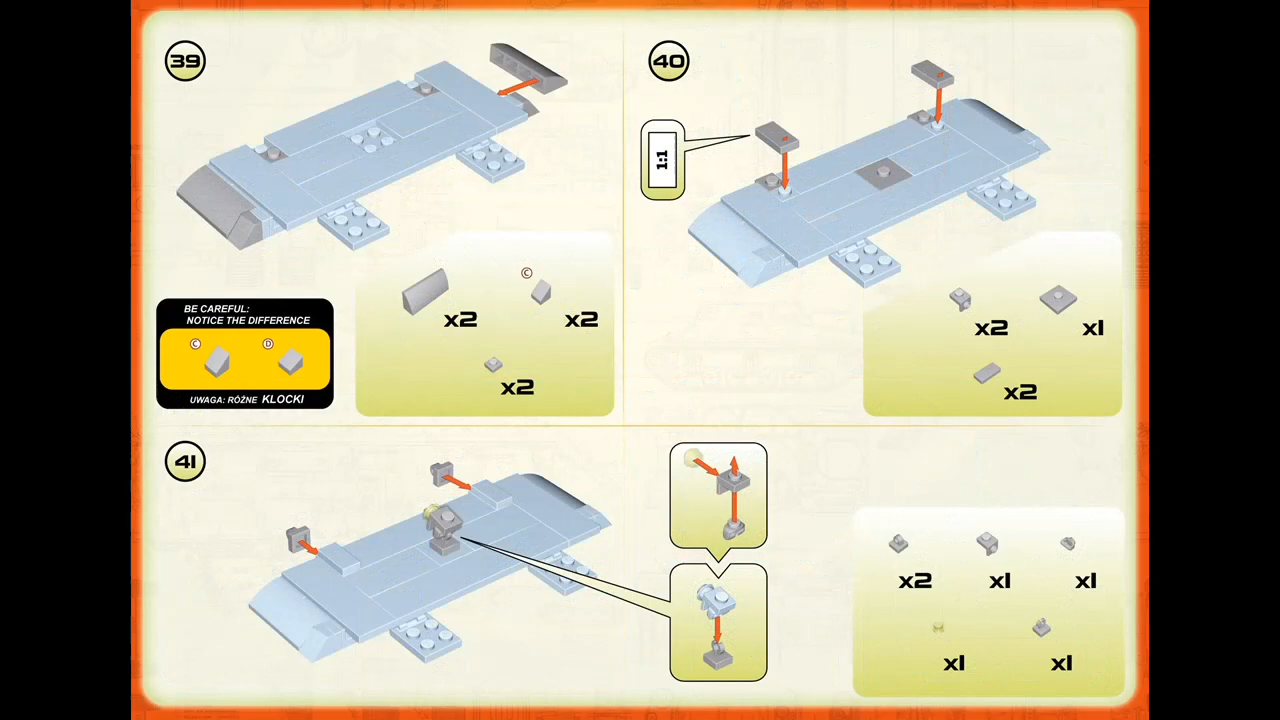 39
BE CAREFUL:
NOTICE THE DIFFERENCE
C
D
UWAGA: RÓŻNE KLOCKI
x2
C
x2
x2
40
1:1
x2
x1
x2
41
x2
x1
x1
x1
x1